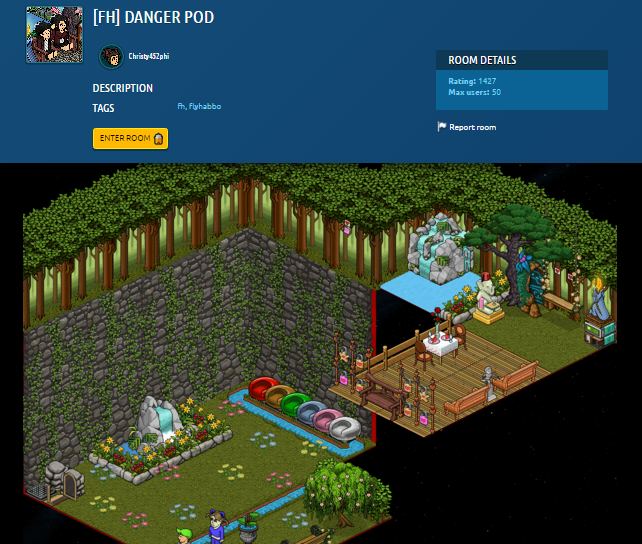 [FH] DANGER POD
Christy452phi
DESCRIPTION
TAGS fh, flyhabbo
ENTER ROOM
ROOM DETAILS
Rating: 1427
Max users: 50
Report room